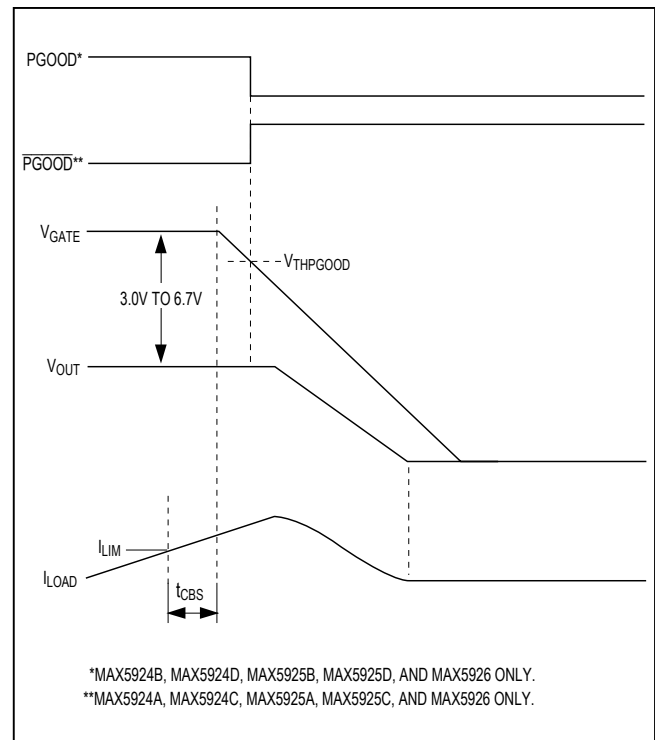 PGOOD*
PGOOD**
VGATE
VTHPGOOD
3.0V TO 6.7V
VOUT
ILIM
ILOAD
tCBS
*MAX5924B, MAX5924D, MAX5925B, MAX5925D, AND MAX5926 ONLY.
**MAX5924A, MAX5924C, MAX5925A, MAX5925C, AND MAX5926 ONLY.